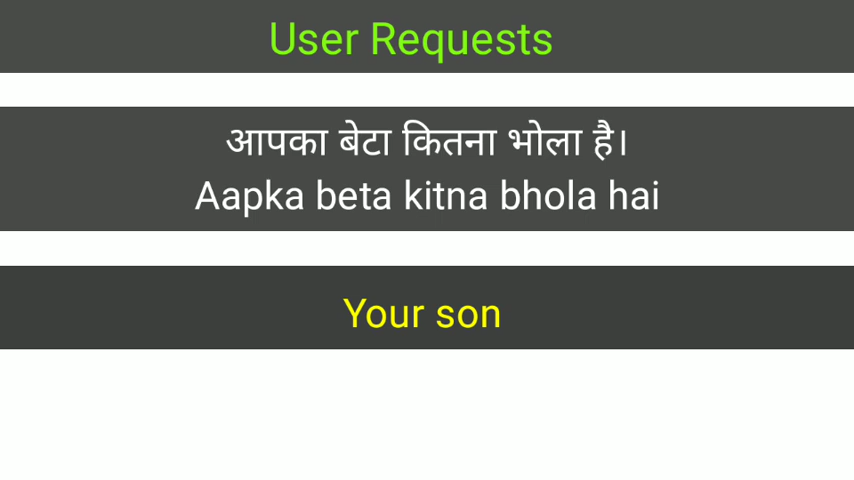 User Requests
आपका बेटा कितना भोला है।
Aapka beta kitna bhola hai
Your son